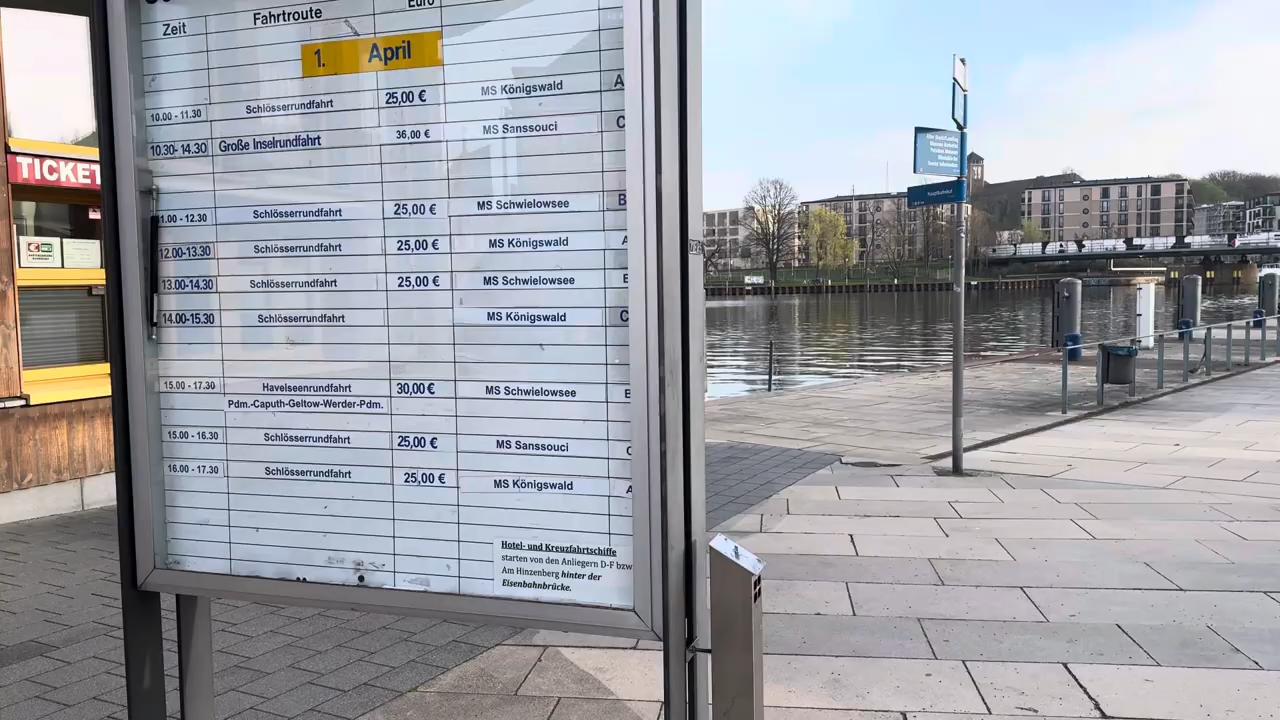 Zeit Fahrtroute Euro
1. April
10.00 - 11.30 Schlösserrundfahrt 25,00 € MS Königswald A
10.30- 14.30 Große Inselrundfahrt 36,00 € MS Sanssouci C
11.00 - 12.30 Schlösserrundfahrt 25,00 € MS Schwielowsee B
12.00-13.30 Schlösserrundfahrt 25,00 € MS Königswald A
13.00-14.30 Schlösserrundfahrt 25,00 € MS Schwielowsee
14.00-15.30 Schlösserrundfahrt MS Königswald C
15.00 - 17.30 Havelseenrundfahrt 30,00 € MS Schwielowsee
Pdm.-Caputh-Geltow-Werder-Pdm.
15.00 - 16.30 Schlösserrundfahrt 25,00 € MS Sanssouci C
16.00 - 17.30 Schlösserrundfahrt 25,00 € MS Königswald A
Hotel- und Kreuzfahrtschiffe
starten von den Anliegern D-F bzw
Am Hinzenberg hinter der
Eisenbahnbrücke.
TICKET
Hauptbahnhof